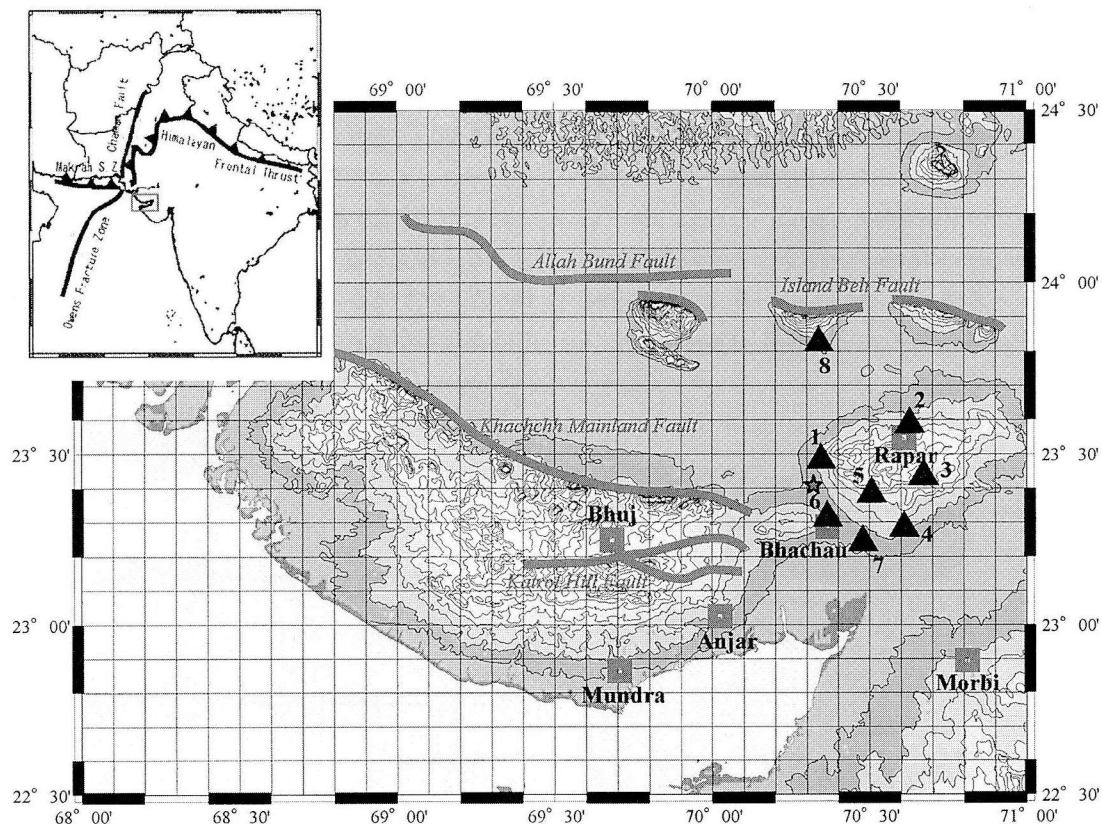 Chaman Fault
Himalayan
Frontal Thrust
Makran S. Z.
Owens Fracture Zone
69° 00'
69° 30'
70° 00'
70° 30'
71° 00'
24° 30'
Allah Bund Fault
Island Belt Fault
24° 00'
8
2
Khachchh Mainland Fault
1
Rapar
23° 30'
23° 30'
5
3
6
Bhuj
Bhachau
4
7
Katrol Hill Fault
23° 00'
Anjar
23° 00'
Mundra
Morbi
22° 30'
22° 30'
68° 00'
68° 30'
69° 00'
69° 30'
70° 00'
70° 30'
71° 00'